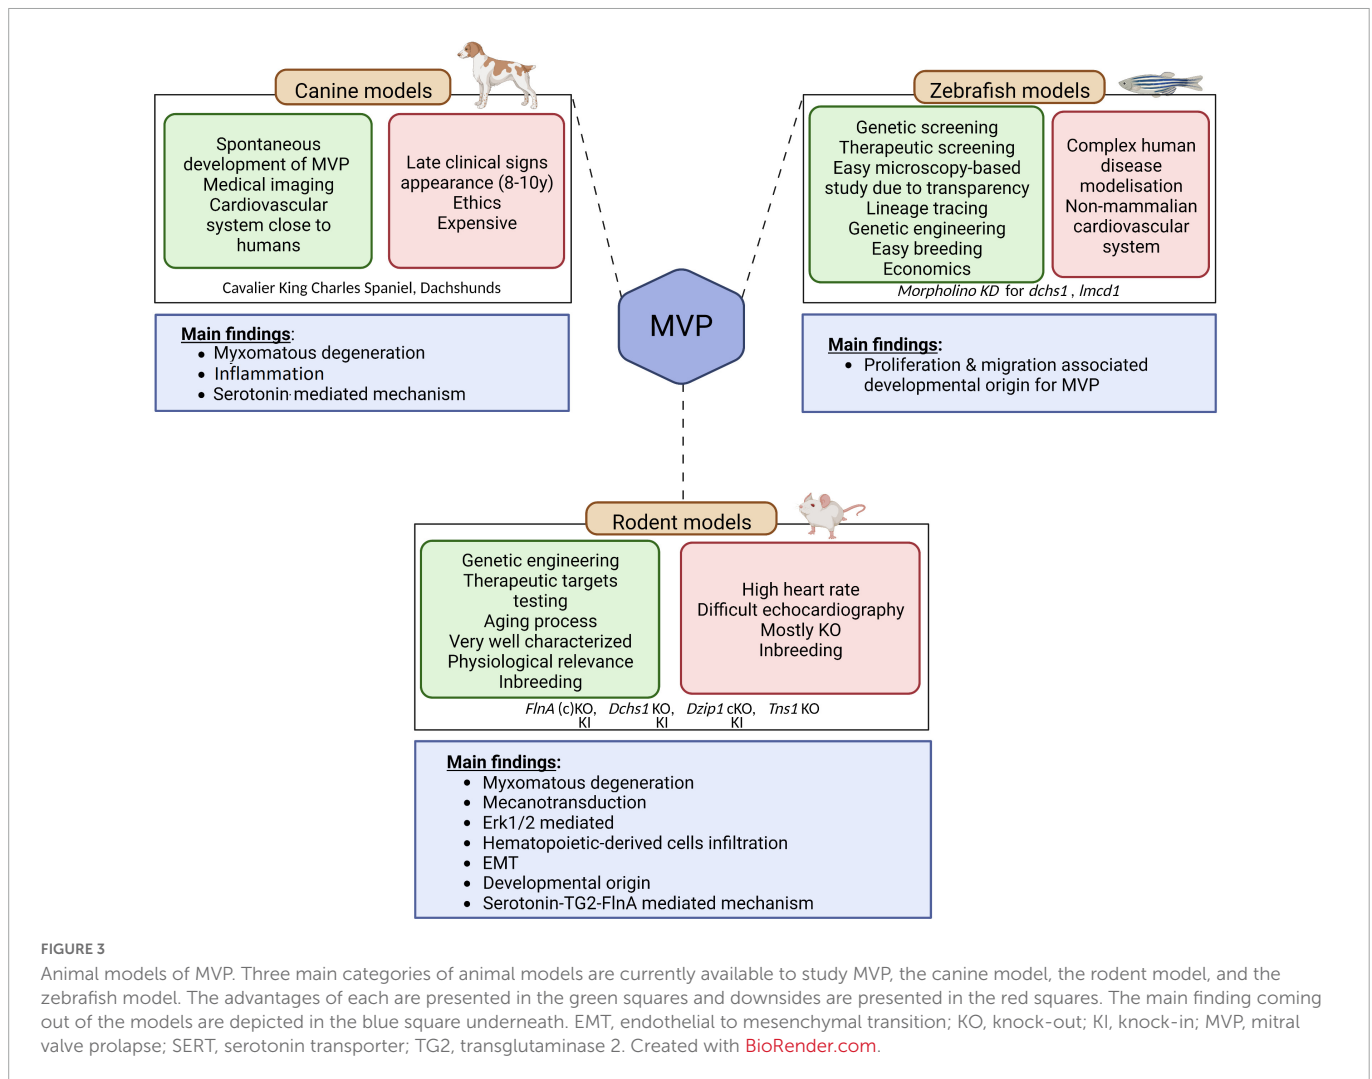 Canine models
Spontaneous
development of MVP
Medical imaging
Cardiovascular
system close to
humans
Late clinical signs
appearance (8-10y)
Ethics
Expensive
Cavalier King Charles Spaniel, Dachshunds
Main findings:
• Myxomatous degeneration
• Inflammation
• Serotonin-mediated mechanism
Zebrafish models
Genetic screening
Therapeutic screening
Easy microscopy-based
study due to transparency
Lineage tracing
Genetic engineering
Easy breeding
Economics
Complex human
disease
modelisation
Non-mammalian
cardiovascular
system
Morpholino KD for dchs1 , lmcd1
Main findings:
• Proliferation & migration associated
developmental origin for MVP
MVP
Rodent models
Genetic engineering
Therapeutic targets
testing
Aging process
Very well characterized
Physiological relevance
Inbreeding
High heart rate
Difficult echocardiography
Mostly KO
Inbreeding
FlnA (c)KO, Dchs1 KO, Dzip1 cKO, Tns1 KO
KI KI KI
Main findings:
• Myxomatous degeneration
• Mecanotransduction
• Erk1/2 mediated
• Hematopoietic-derived cells infiltration
• EMT
• Developmental origin
• Serotonin-TG2-FlnA mediated mechanism
FIGURE 3
Animal models of MVP. Three main categories of animal models are currently available to study MVP, the canine model, the rodent model, and the
zebrafish model. The advantages of each are presented in the green squares and downsides are presented in the red squares. The main finding coming
out of the models are depicted in the blue square underneath. EMT, endothelial to mesenchymal transition; KO, knock-out; KI, knock-in; MVP, mitral
valve prolapse; SERT, serotonin transporter; TG2, transglutaminase 2. Created with BioRender.com.